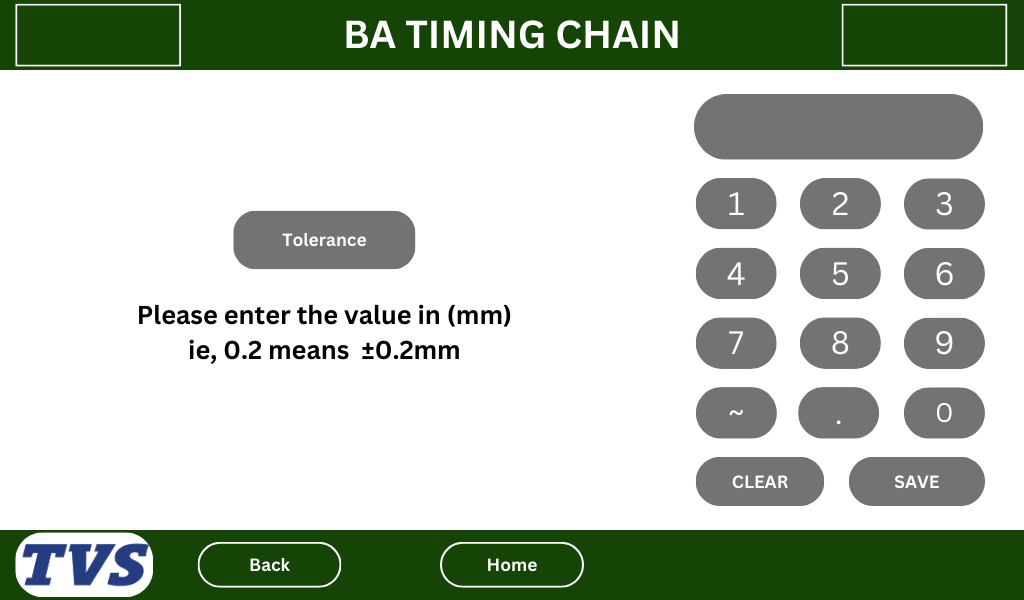 BA TIMING CHAIN
Tolerance
Please enter the value in (mm)
ie, 0.2 means ±0.2mm
1 2 3
4 5 6
7 8 9
~ . 0
CLEAR SAVE
TVS
Back
Home